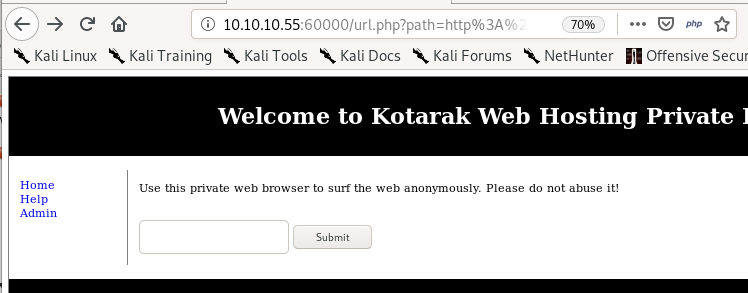 10.10.10.55:60000/url.php?path=http%3A%2
70%
php
Kali Linux Kali Training Kali Tools Kali Docs Kali Forums NetHunter Offensive Secur
Welcome to Kotarak Web Hosting Private
Home
Help
Admin
Use this private web browser to surf the web anonymously. Please do not abuse it!
Submit